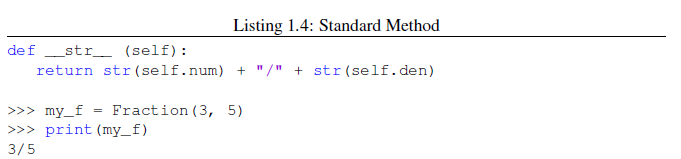 Listing 1.4: Standard Method
def __str__ (self):
    return str(self.num) + "/" + str(self.den)
>>> my_f = Fraction(3, 5)
>>> print(my_f)
3/5